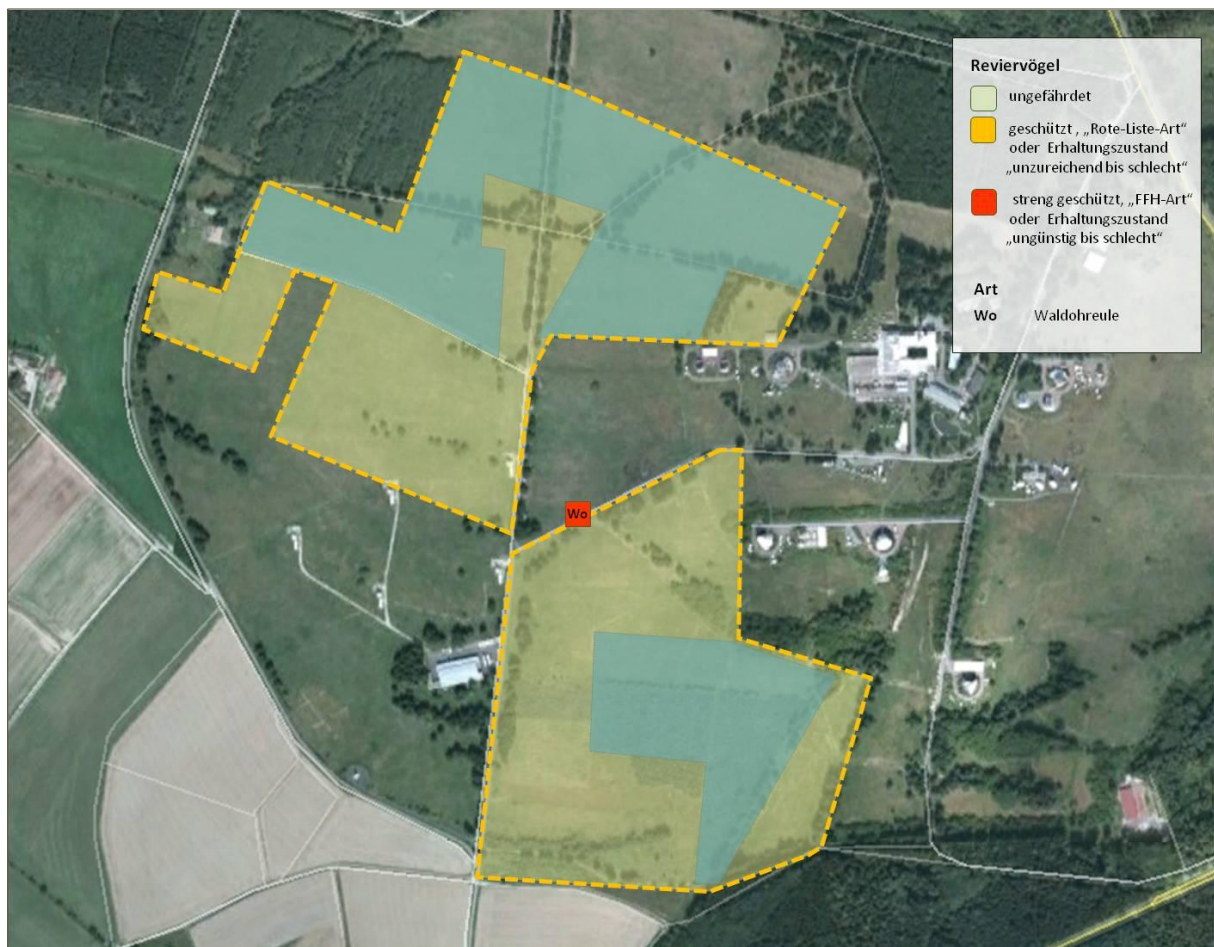 Reviervögel
ungefährdet
geschützt , „Rote-Liste-Art“
oder Erhaltungszustand
„unzureichend bis schlecht“
streng geschützt, „FFH-Art“
oder Erhaltungszustand
„ungünstig bis schlecht“
Art
Wo Waldohreule
Wo